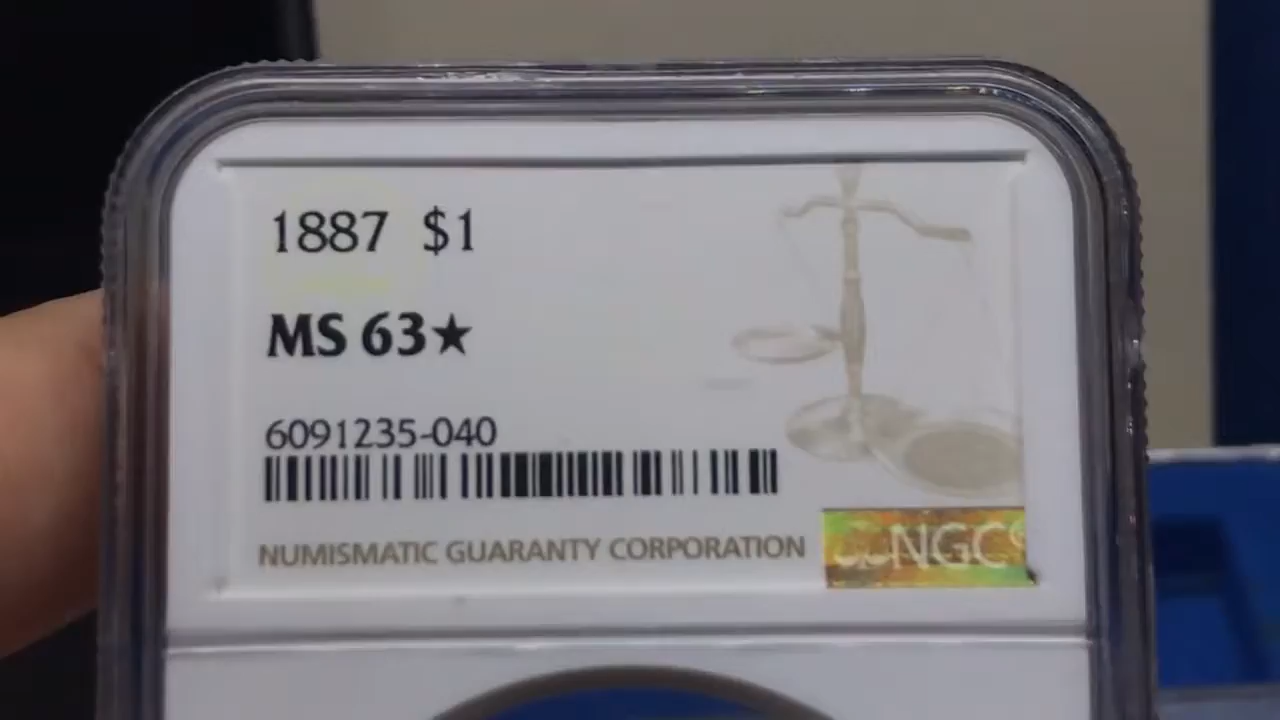 1887 $1
MS 63★
6091235-040
NUMISMATIC GUARANTY CORPORATION
NGC